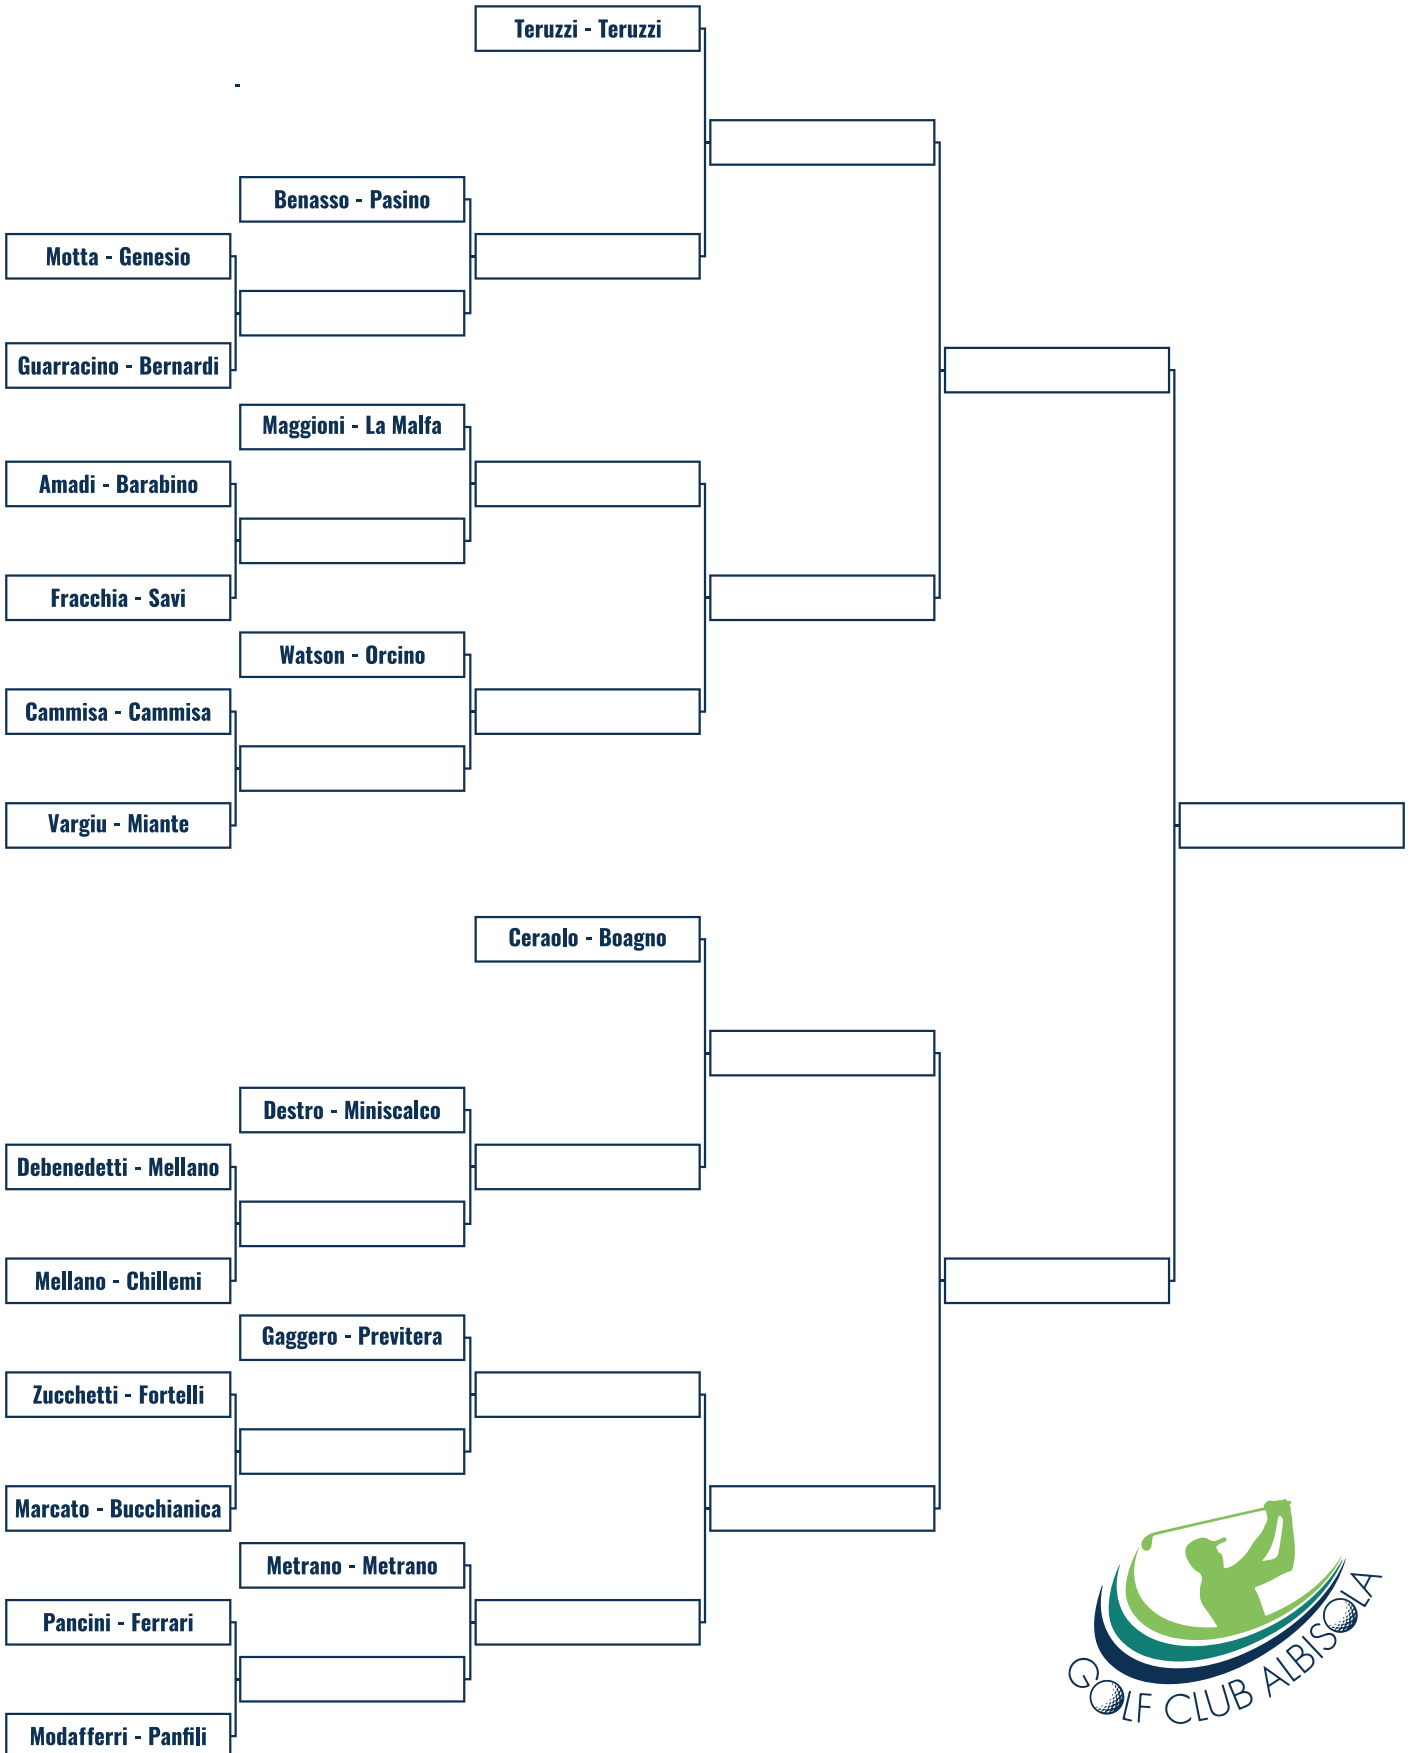 Teruzzi - Teruzzi
-
Benasso - Pasino
Motta - Genesio
Guarracino - Bernardi
Maggioni - La Malfa
Amadi - Barabino
Fracchia - Savi
Watson - Orcino
Cammisa - Cammisa
Vargiu - Miante
Ceraolo - Boagno
Destro - Miniscalco
Debenedetti - Mellano
Mellano - Chillemi
Gaggero - Previtera
Zucchetti - Fortelli
Marcato - Bucchianica
Metrano - Metrano
Pancini - Ferrari
Modafferri - Panfili
GOLF CLUB ALBISOLA